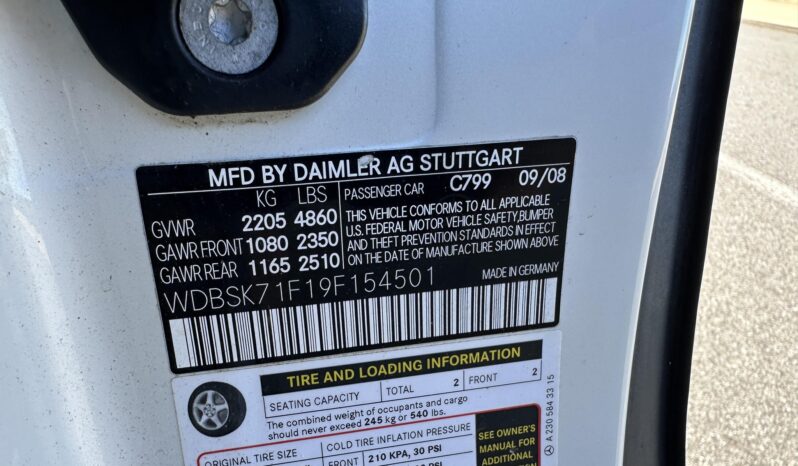 MFD BY DAIMLER AG STUTTGART
KG LBS PASSENGER CAR C799 09/08
GVWR 2205 4860
GAWR FRONT 1080 2350
GAWR REAR 1165 2510
THIS VEHICLE CONFORMS TO ALL APPLICABLE
U.S. FEDERAL MOTOR VEHICLE SAFETY, BUMPER
AND THEFT PREVENTION STANDARDS IN EFFECT
ON THE DATE OF MANUFACTURE SHOWN ABOVE
WDBSK71F19F154501 MADE IN GERMANY
TIRE AND LOADING INFORMATION
SEATING CAPACITY TOTAL 2 FRONT 2
The combined weight of occupants and cargo
should never exceed 245 kg or 540 lbs.
ORIGINAL TIRE SIZE COLD TIRE INFLATION PRESSURE
FRONT 210 KPA, 30 PSI
SEE OWNER'S
MANUAL FOR
ADDITIONAL
A 230 584 33 15